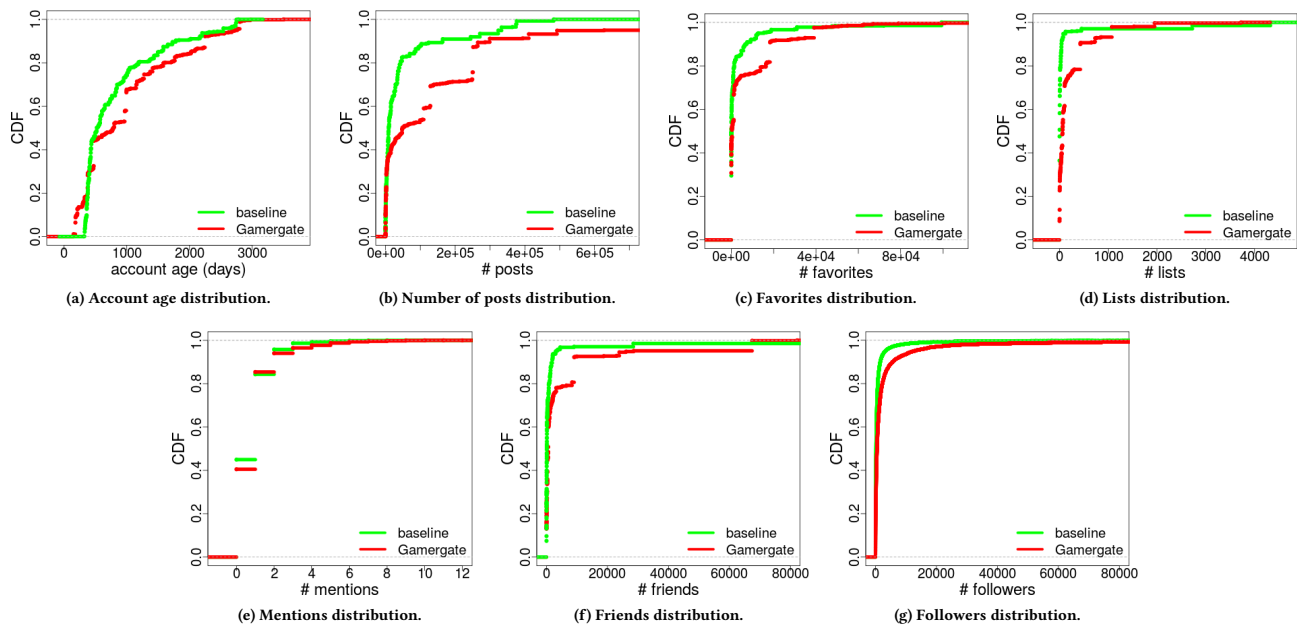 CDF
0.0 0.2 0.4 0.6 0.8 1.0
baseline
Gamergate
0 1000 2000 3000
account age (days)
(a) Account age distribution.
CDF
0.0 0.2 0.4 0.6 0.8 1.0
baseline
Gamergate
0e+00 2e+05 6e+05
# posts
(b) Number of posts distribution.
CDF
0.0 0.2 0.4 0.6 0.8 1.0
baseline
Gamergate
0e+00 4e+04 8e+04
# favorites
(c) Favorites distribution.
CDF
0.0 0.2 0.4 0.6 0.8 1.0
baseline
Gamergate
0 1000 2000 3000 4000
# lists
(d) Lists distribution.
CDF
0.0 0.2 0.4 0.6 0.8 1.0
baseline
Gamergate
0 2 4 6 8 10 12
# mentions
(e) Mentions distribution.
CDF
0.0 0.2 0.4 0.6 0.8 1.0
baseline
Gamergate
0 20000 40000 60000 80000
# friends
(f) Friends distribution.
CDF
0.0 0.2 0.4 0.6 0.8 1.0
baseline
Gamergate
0 20000 40000 60000 80000
# followers
(g) Followers distribution.